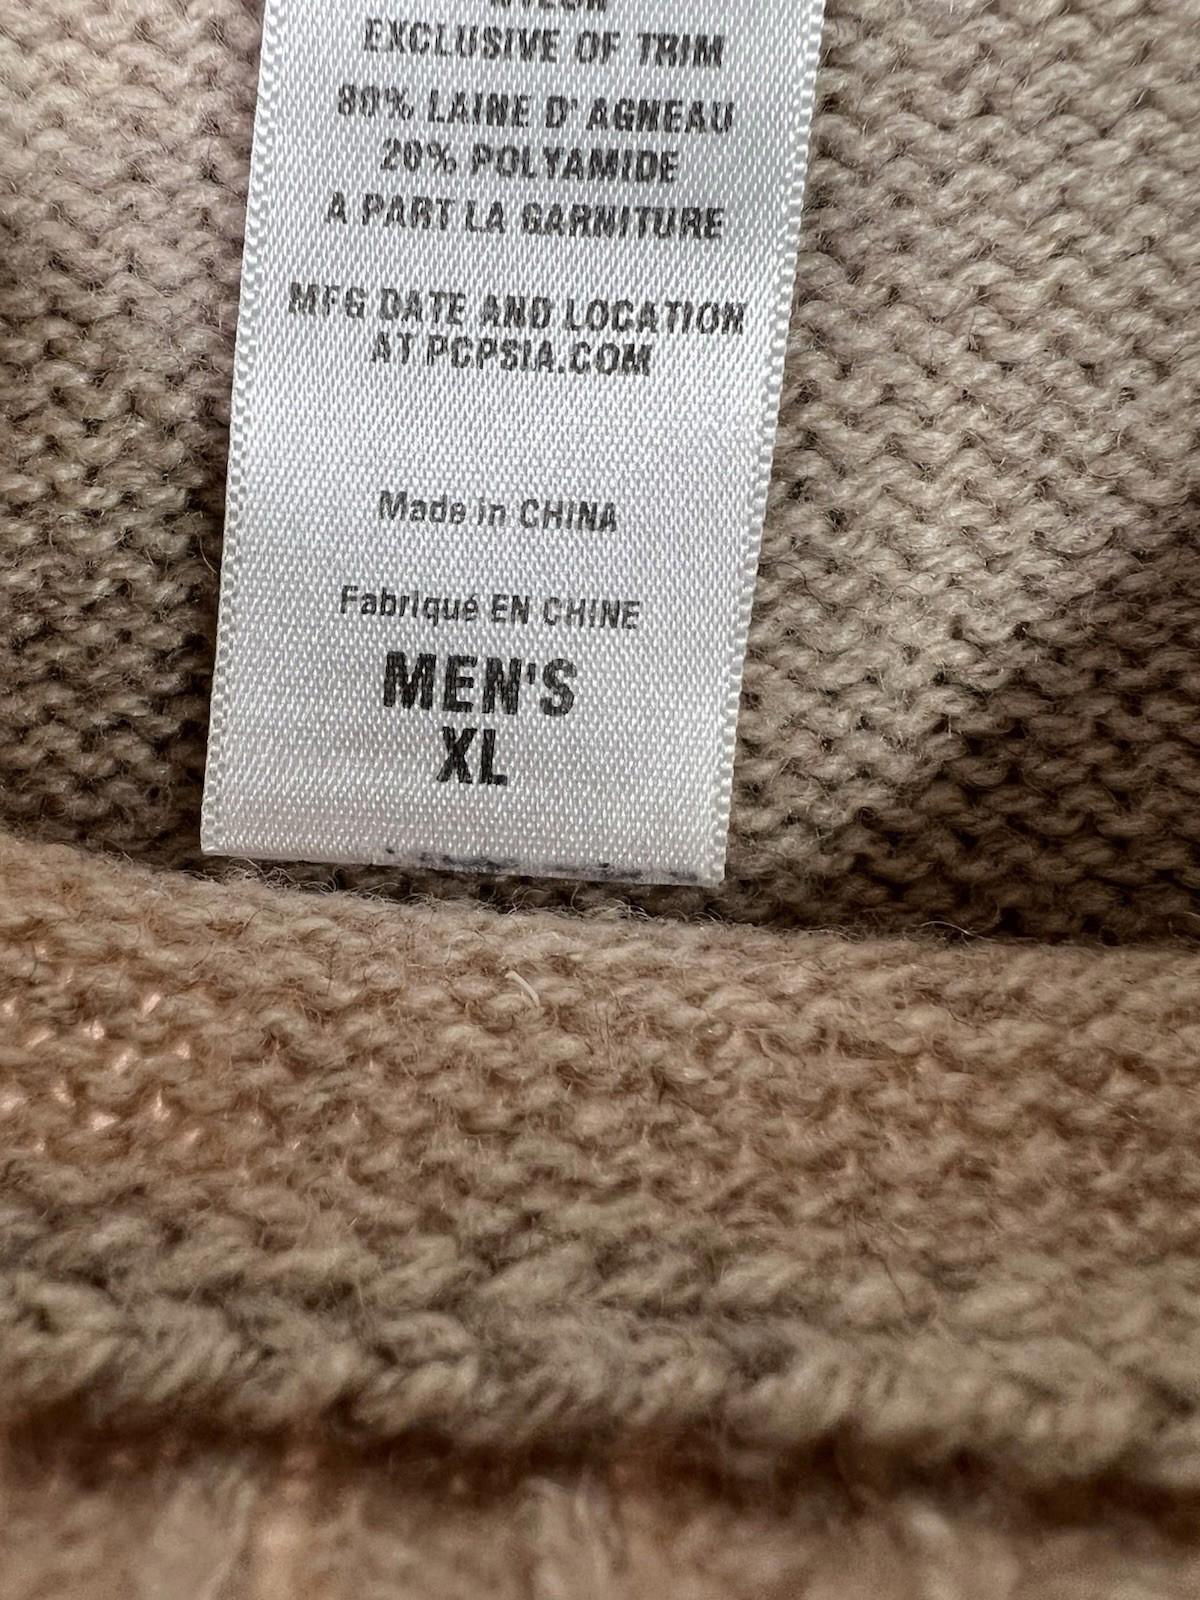 EXCLUSIVE OF TRIM
80% LAINE D'AGNEAU
20% POLYAMIDE
A PART LA GARNITURE
MFG DATE AND LOCATION
AT PCPSIA.COM
Made in CHINA
Fabriqué EN CHINE
MEN'S
XL